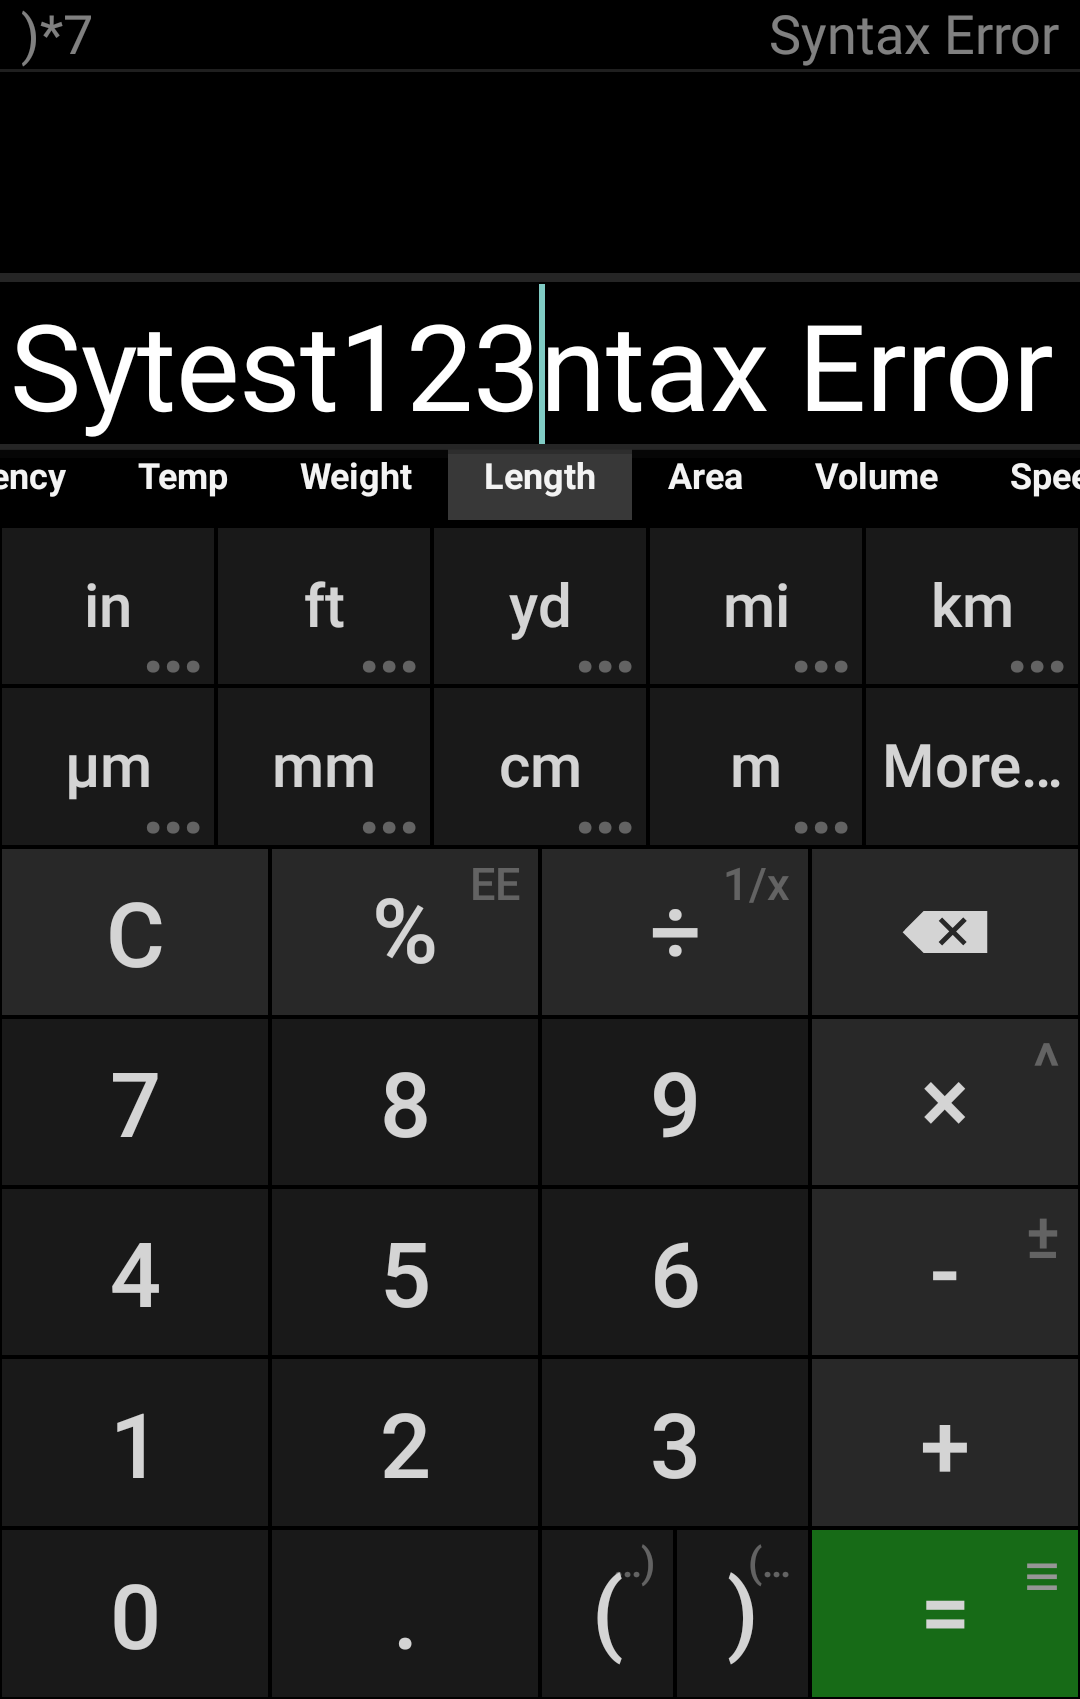 )*7 Syntax Error
Sytest123ntax Error
ency Temp Weight Length Area Volume Spee
in ft yd mi km
... ... ... ... ...
µm mm cm m More...
... ... ... ...
EE 1/x
C % ÷
^
7 8 9 ×
±
4 5 6 -
1 2 3 +
..) (...
0 . ( ) =